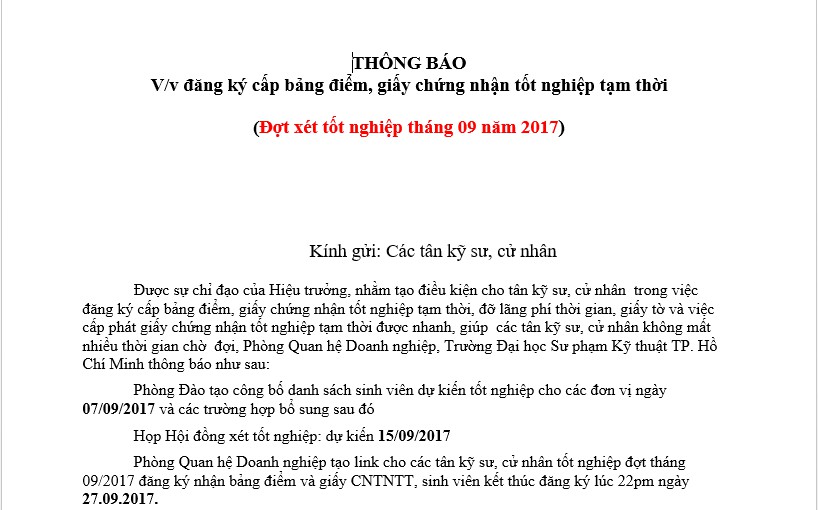 THÔNG BÁO
V/v đăng ký cấp bảng điểm, giấy chứng nhận tốt nghiệp tạm thời
(Đợt xét tốt nghiệp tháng 09 năm 2017)
Kính gửi: Các tân kỹ sư, cử nhân
Được sự chỉ đạo của Hiệu trưởng, nhằm tạo điều kiện cho tân kỹ sư, cử nhân trong việc
đăng ký cấp bảng điểm, giấy chứng nhận tốt nghiệp tạm thời, đỡ lãng phí thời gian, giấy tờ và việc
cấp phát giấy chứng nhận tốt nghiệp tạm thời được nhanh, giúp các tân kỹ sư, cử nhân không mất
nhiều thời gian chờ đợi, Phòng Quan hệ Doanh nghiệp, Trường Đại học Sư phạm Kỹ thuật TP. Hồ
Chí Minh thông báo như sau:
Phòng Đào tạo công bố danh sách sinh viên dự kiến tốt nghiệp cho các đơn vị ngày
07/09/2017 và các trường hợp bổ sung sau đó
Họp Hội đồng xét tốt nghiệp: dự kiến 15/09/2017
Phòng Quan hệ Doanh nghiệp tạo link cho các tân kỹ sư, cử nhân tốt nghiệp đợt tháng
09/2017 đăng ký nhận bảng điểm và giấy CNTNTT, sinh viên kết thúc đăng ký lúc 22pm ngày
27.09.2017.